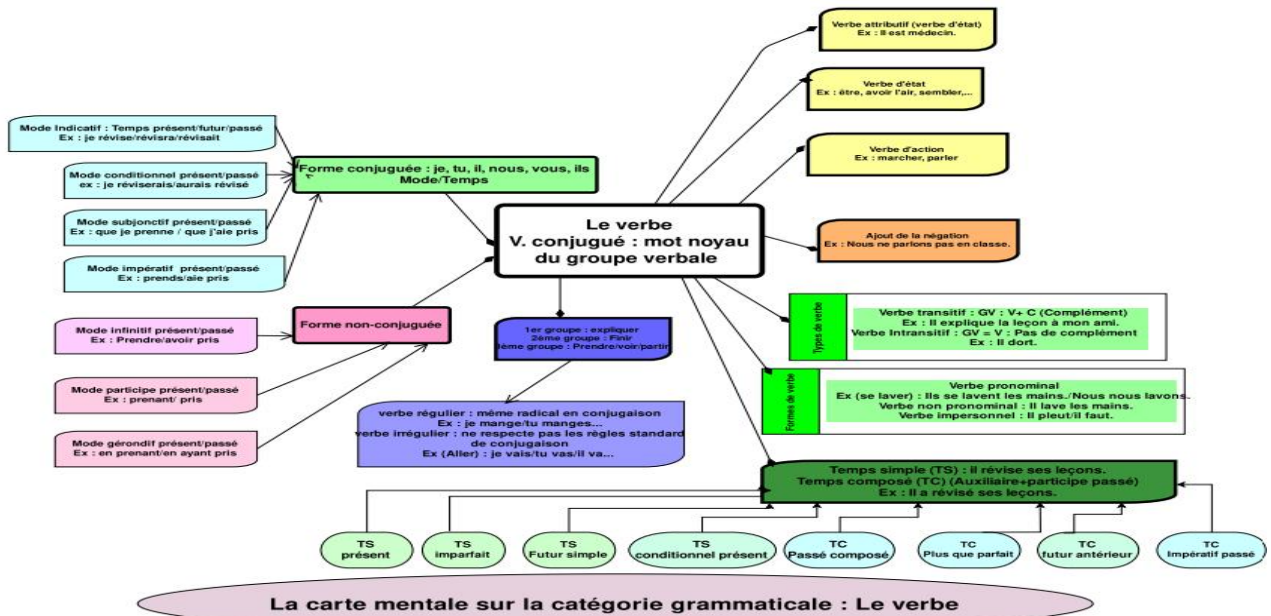 Verbe attributif (verbe d'état)
Ex : Il est médecin.
Verbe d'état
Ex : être, avoir l'air, sembler,...
Verbe d'action
Ex : marcher, parler
Mode Indicatif : Temps présent/futur/passé
Ex : je révise/révisra/révisait
Mode conditionnel présent/passé
ex : je réviserais/aurais révisé
Mode subjonctif présent/passé
Ex : que je prenne / que j'aie pris
Mode impératif présent/passé
Ex : prends/aie pris
Forme conjuguée : je, tu, il, nous, vous, ils
Mode/Temps
Le verbe
V. conjugué : mot noyau
du groupe verbale
Ajout de la négation
Ex : Nous ne parlons pas en classe.
Forme non-conjuguée
Mode infinitif présent/passé
Ex : Prendre/avoir pris
Mode participe présent/passé
Ex : prenant/ pris
Mode gérondif présent/passé
Ex : en prenant/en ayant pris
1er groupe : expliquer
2ème groupe : Finir
3ème groupe : Prendre/voir/partir
verbe régulier : même radical en conjugaison
Ex : je mange/tu manges...
verbe irrégulier : ne respecte pas les règles standard
de conjugaison
Ex (Aller) : je vais/tu vas/il va...
Types de verbe
Verbe transitif : GV : V+ C (Complément)
Ex : Il explique la leçon à mon ami.
Verbe Intransitif : GV = V : Pas de complément
Ex : Il dort.
Formes de verbe
Verbe pronominal
Ex (se laver) : Ils se lavent les mains./Nous nous lavons.
Verbe non pronominal : Il lave les mains.
Verbe impersonnel : Il pleut/il faut.
Temps simple (TS) : il révise ses leçons.
Temps composé (TC) (Auxiliaire+participe passé)
Ex : Il a révisé ses leçons.
TS
présent
TS
imparfait
TS
Futur simple
TS
conditionnel présent
TC
Passé composé
TC
Plus que parfait
TC
futur antérieur
TC
Impératif passé
La carte mentale sur la catégorie grammaticale : Le verbe